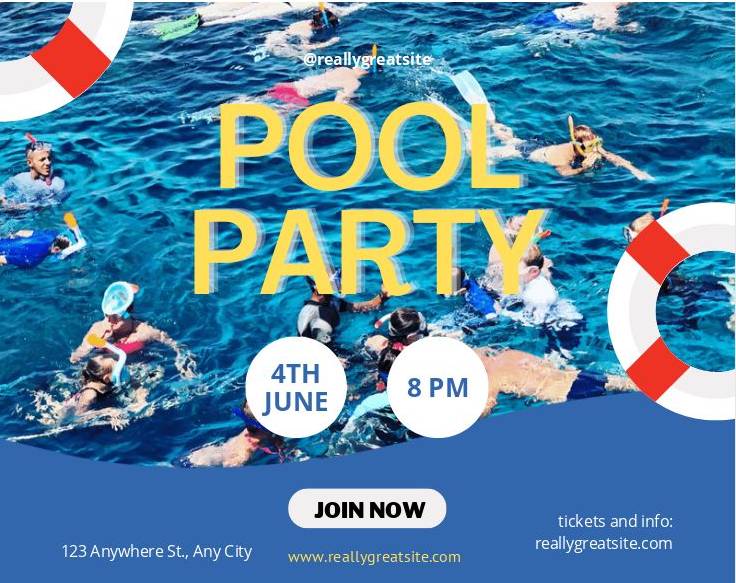 @reallygreatsite
POOL
PARTY
4TH
JUNE
8 PM
JOIN NOW
www.reallygreatsite.com
123 Anywhere St., Any City
tickets and info:
reallygreatsite.com